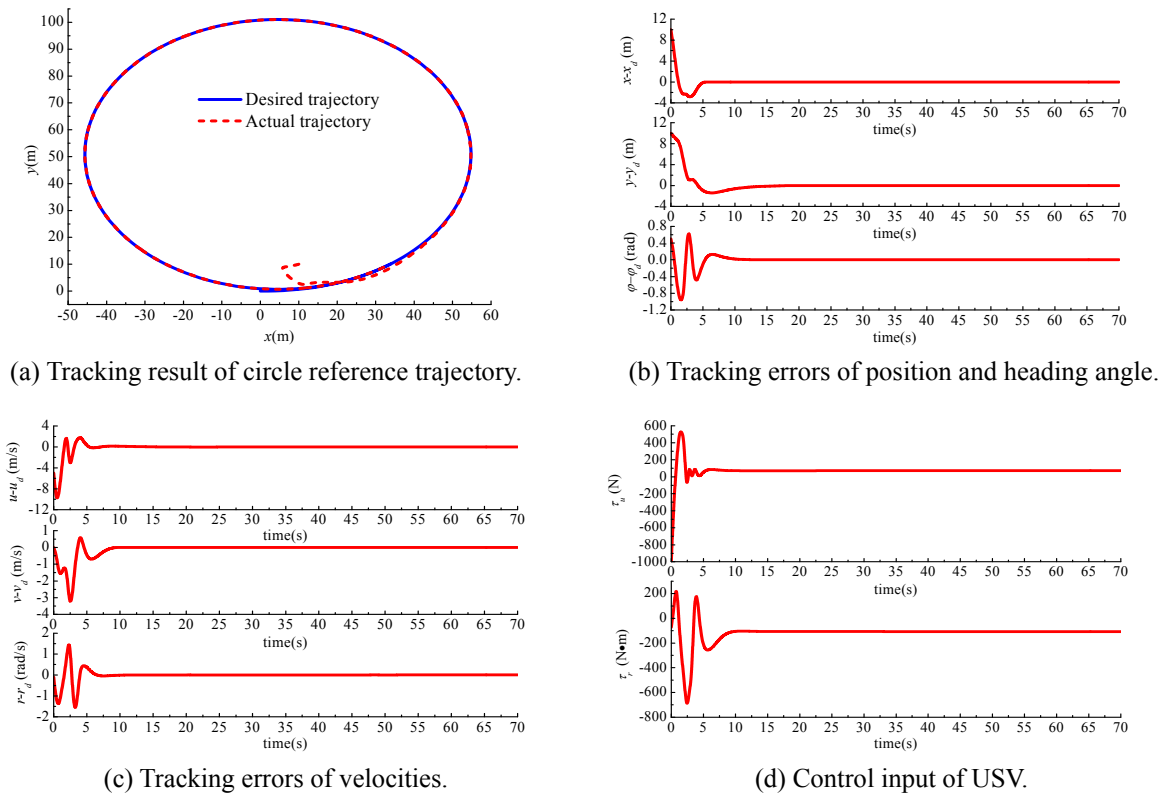 110
100
90
80
70
60
50
40
30
20
10
0
y(m)
Desired trajectory
Actual trajectory
-50 -40 -30 -20 -10 0 10 20 30 40 50 60
x(m)
(a) Tracking result of circle reference trajectory.
12
8
4
0
-4
x-x_d (m)
0 5 10 15 20 25 30 35 40 45 50 55 60 65 70
time(s)
12
8
4
0
-4
y-y_d (m)
0 5 10 15 20 25 30 35 40 45 50 55 60 65 70
time(s)
0.8
0.4
0.0
-0.4
-0.8
-1.2
φ-φ_d (rad)
0 5 10 15 20 25 30 35 40 45 50 55 60 65 70
time(s)
(b) Tracking errors of position and heading angle.
4
0
-4
-8
-12
u-u_d (m/s)
0 5 10 15 20 25 30 35 40 45 50 55 60 65 70
time(s)
1
0
-1
-2
-3
-4
v-v_d (m/s)
0 5 10 15 20 25 30 35 40 45 50 55 60 65 70
time(s)
2
1
0
-1
-2
r-r_d (rad/s)
0 5 10 15 20 25 30 35 40 45 50 55 60 65 70
time(s)
(c) Tracking errors of velocities.
600
400
200
0
-200
-400
-600
-800
-1000
τ_u (N)
0 5 10 15 20 25 30 35 40 45 50 55 60 65 70
time(s)
200
0
-200
-400
-600
-800
τ_r (N•m)
0 5 10 15 20 25 30 35 40 45 50 55 60 65 70
time(s)
(d) Control input of USV.